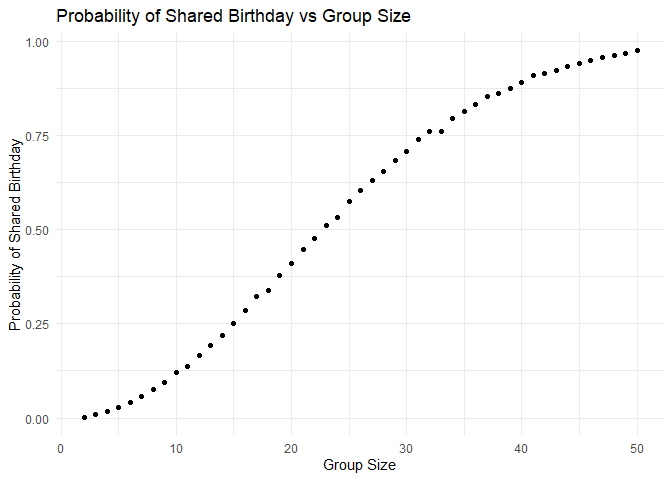 Probability of Shared Birthday vs Group Size
Probability of Shared Birthday
1.00
0.75
0.50
0.25
0.00
0 10 20 30 40 50
Group Size